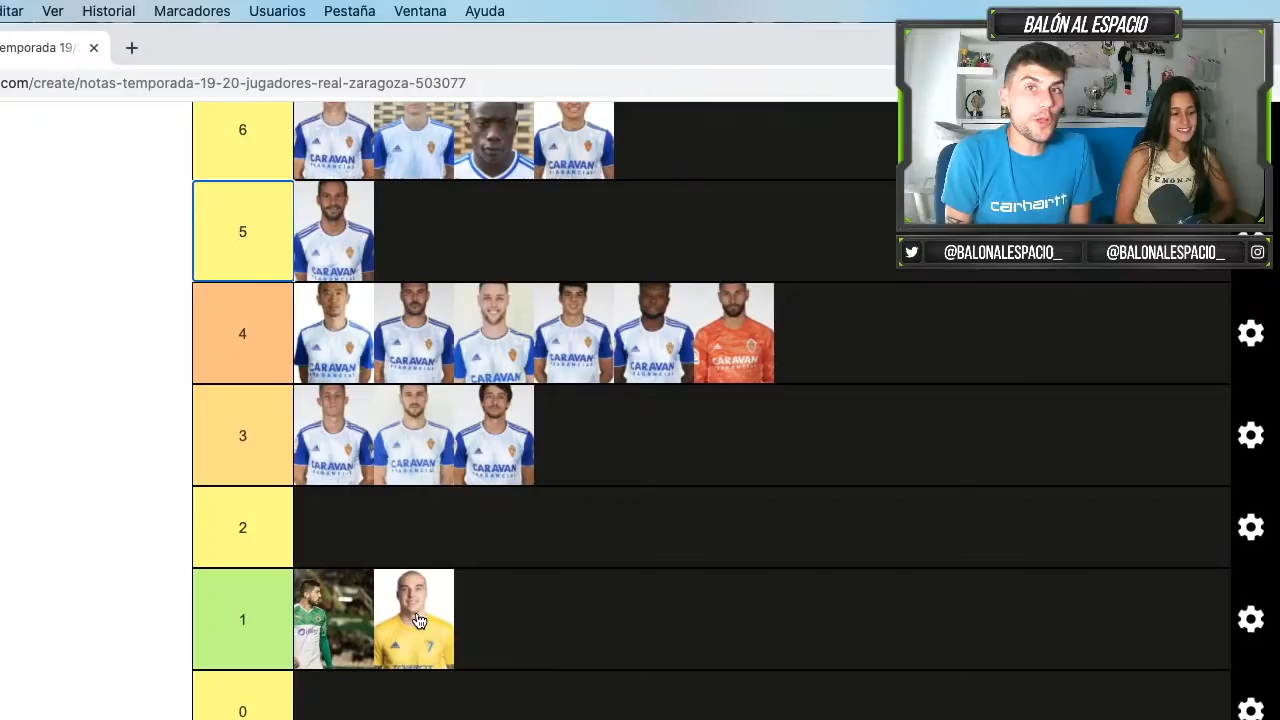 itar Ver Historial Marcadores Usuarios Pestaña Ventana Ayuda
BALÓN AL ESPACIO
emporada 19/
com/create/notas-temporada-19-20-jugadores-real-zaragoza-503077
carhartt
@BALONALESPACIO_ @BALONALESPACIO_
6
CARAVAN CARAVAN
5
CARAVAN
4
CARAVAN CARAVAN CARAVAN CARAVAN CARAVAN CARAVAN
3
CARAVAN CARAVAN CARAVAN
2
1
0